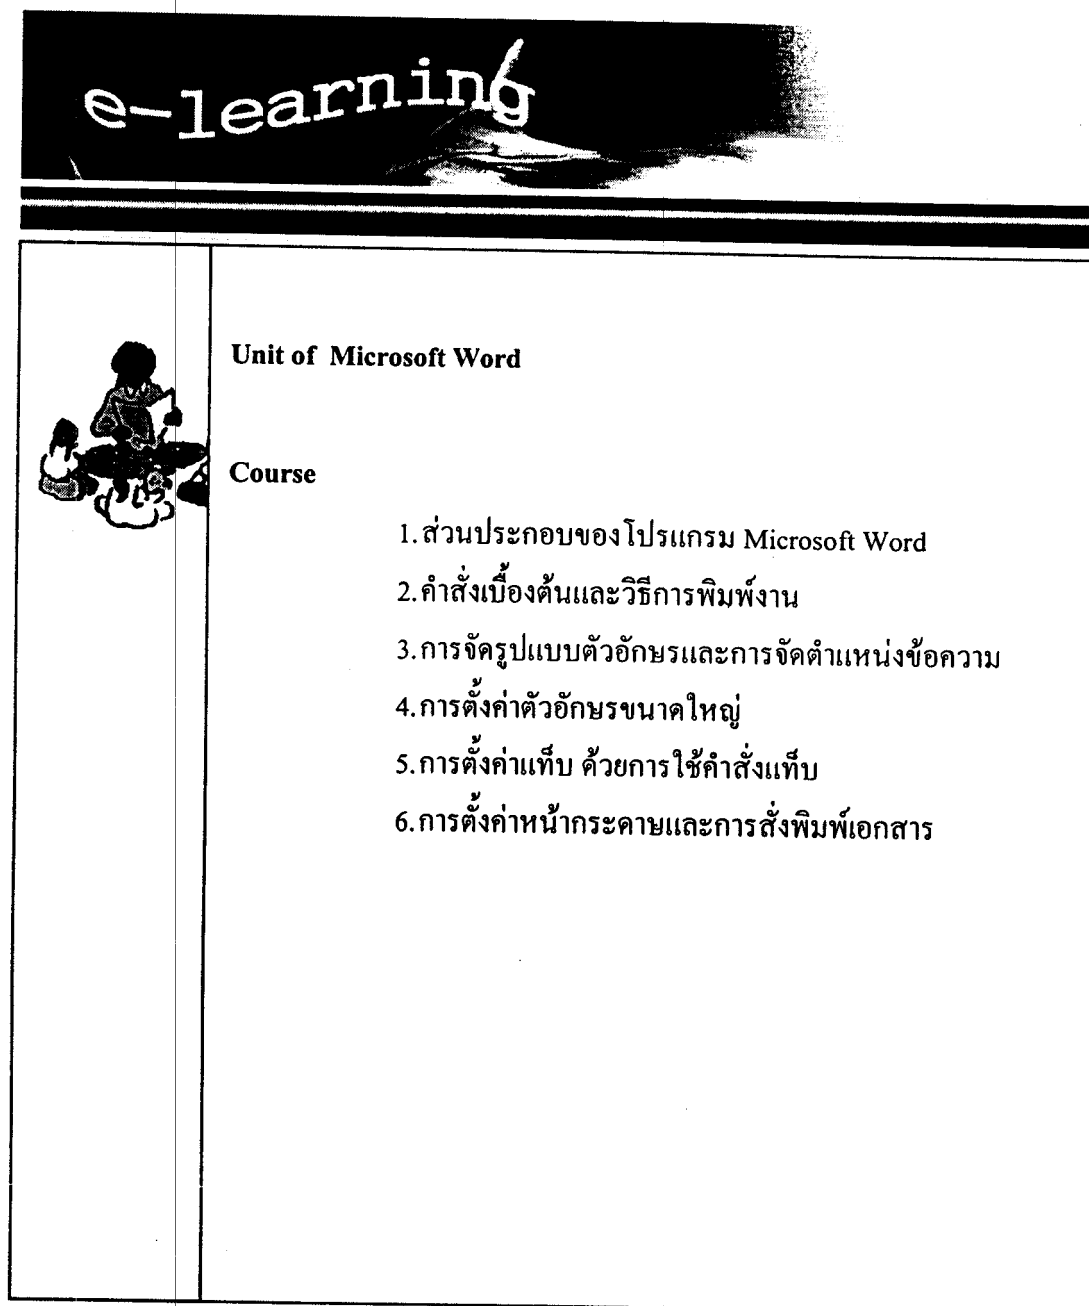 e-learning
Unit of Microsoft Word
Course
1.ส่วนประกอบของโปรแกรม Microsoft Word
2.คำสั่งเบื้องต้นและวิธีการพิมพ์งาน
3.การจัดรูปแบบตัวอักษรและการจัดตำแหน่งข้อความ
4.การตั้งค่าตัวอักษรขนาดใหญ่
5.การตั้งค่าแท็บ ด้วยการใช้คำสั่งแท็บ
6.การตั้งค่าหน้ากระดาษและการสั่งพิมพ์เอกสาร